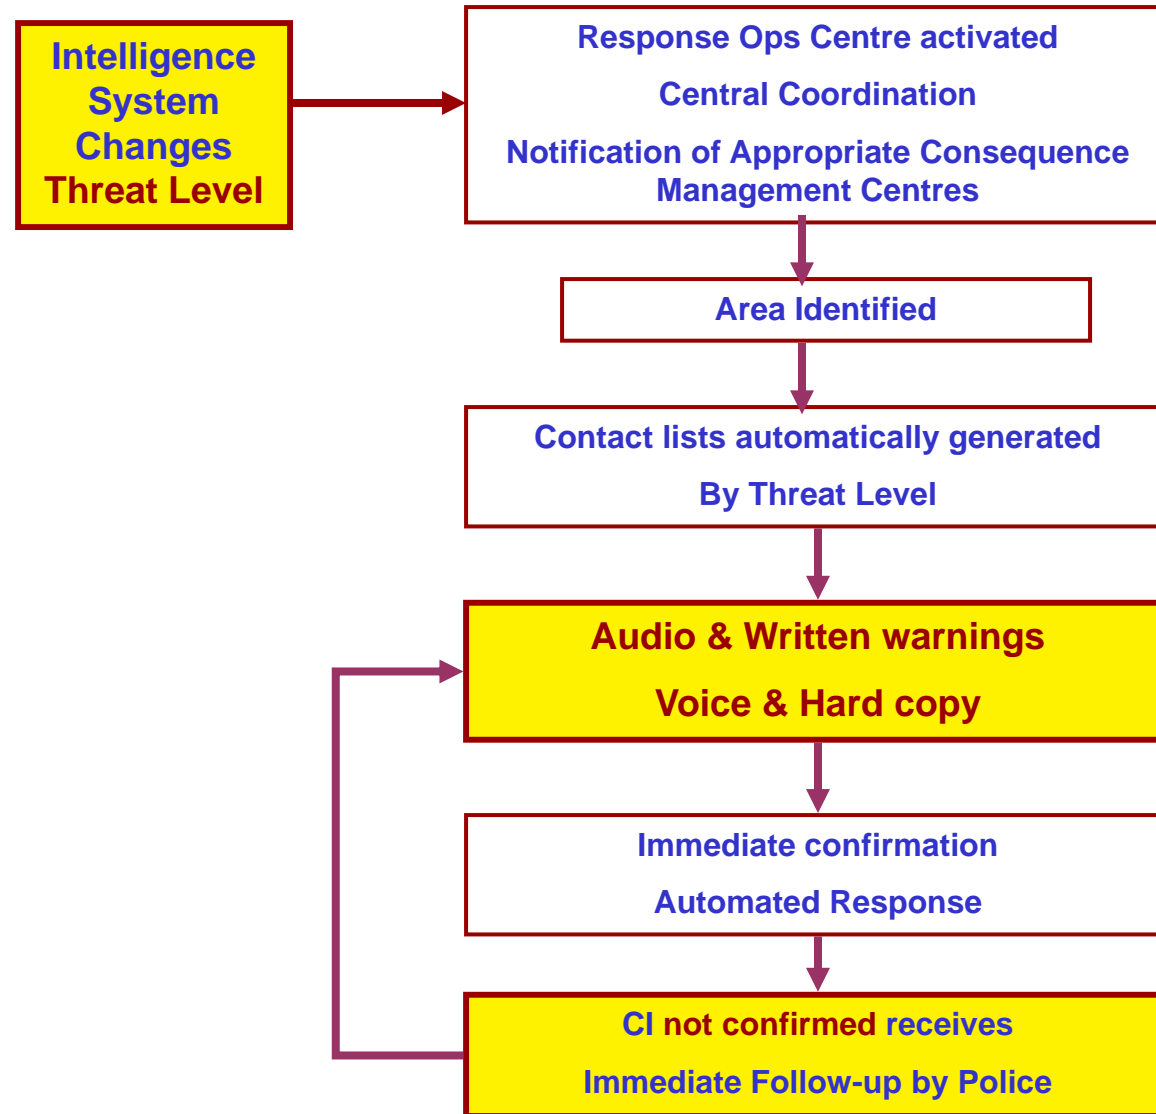 Intelligence
System
Changes
Threat Level
Response Ops Centre activated
Central Coordination
Notification of Appropriate Consequence
Management Centres
Area Identified
Contact lists automatically generated
By Threat Level
Audio & Written warnings
Voice & Hard copy
Immediate confirmation
Automated Response
CI not confirmed receives
Immediate Follow-up by Police